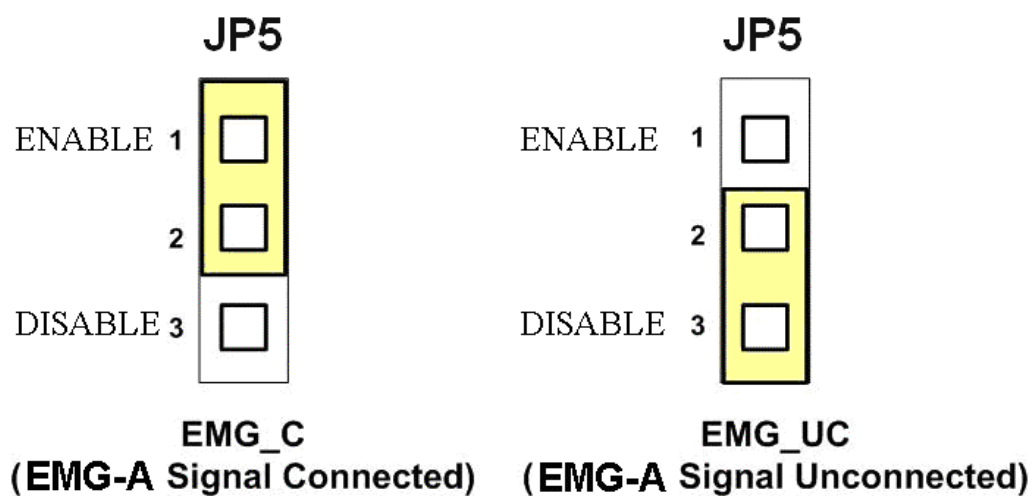 JP5
ENABLE 1
2
DISABLE 3
EMG_C
(EMG-A Signal Connected)
JP5
ENABLE 1
2
DISABLE 3
EMG_UC
(EMG-A Signal Unconnected)